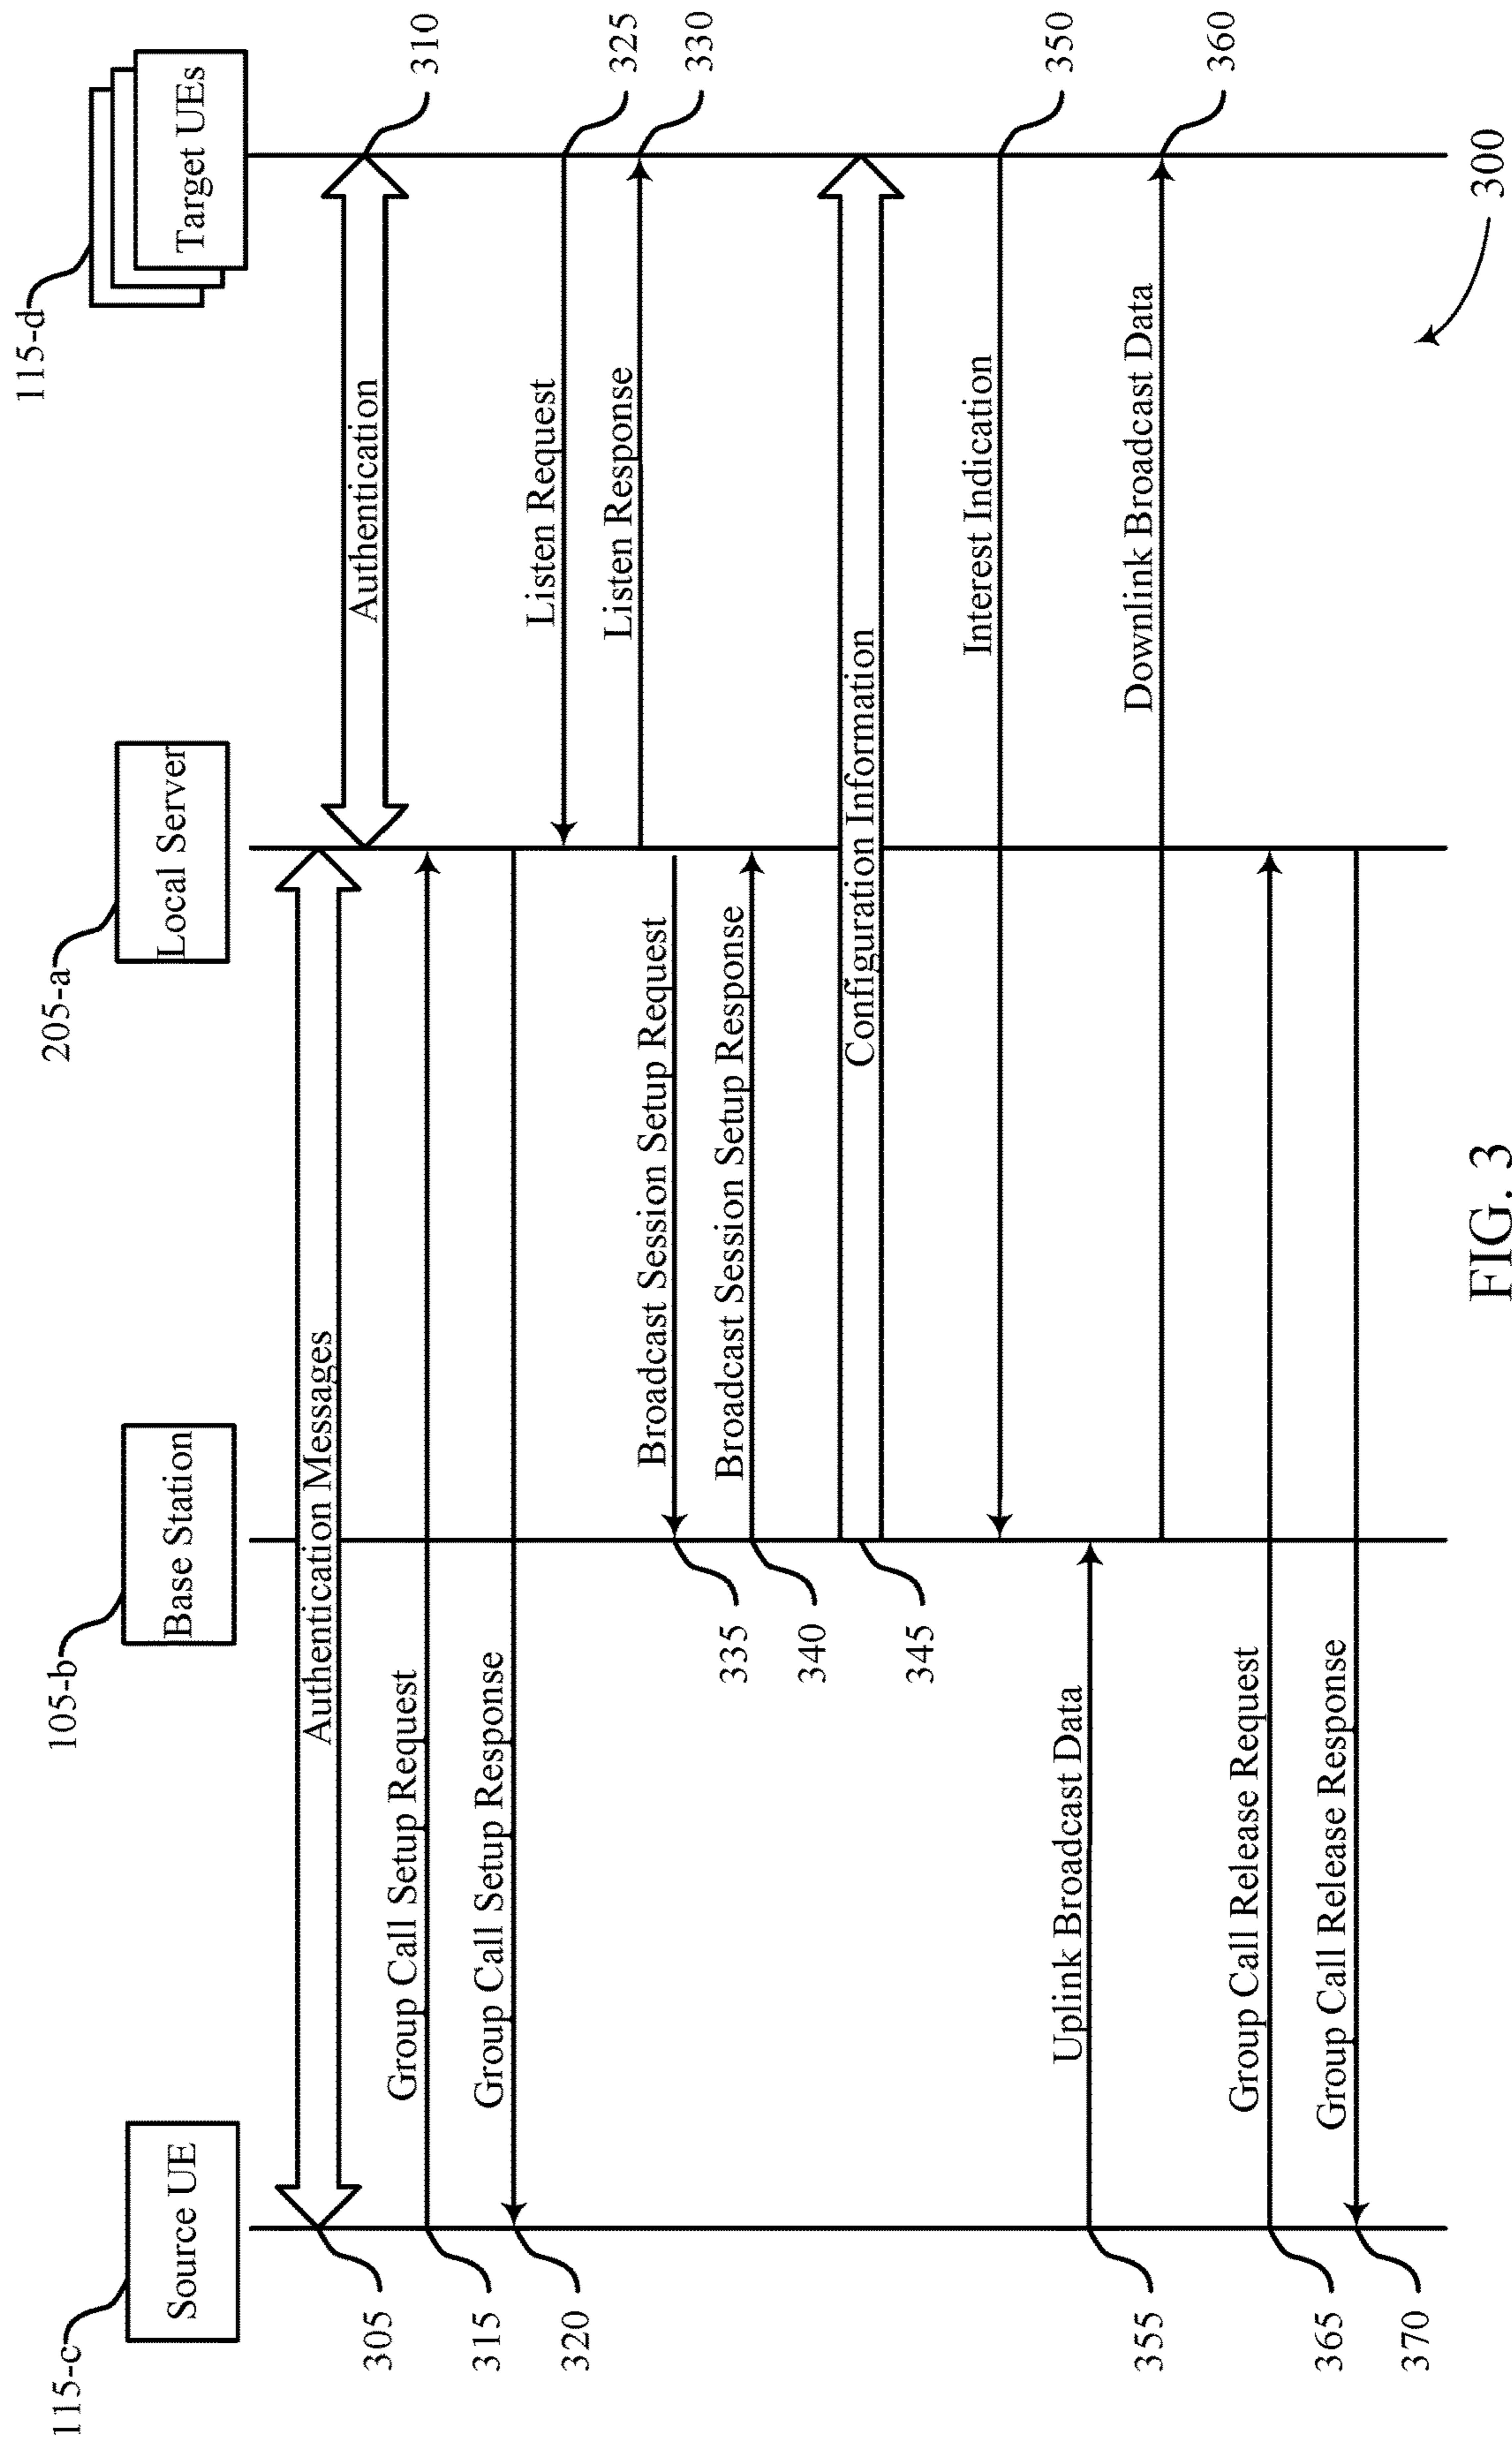 115-c
105-b
205-a
115-d
Source UE
Base Station
Local Server
Target UEs
Authentication Messages
305
Authentication
310
Group Call Setup Request
315
Group Call Setup Response
320
Listen Request
325
Listen Response
330
Broadcast Session Setup Request
335
Broadcast Session Setup Response
340
Configuration Information
345
Interest Indication
350
Uplink Broadcast Data
355
Downlink Broadcast Data
360
Group Call Release Request
365
Group Call Release Response
370
300
FIG. 3